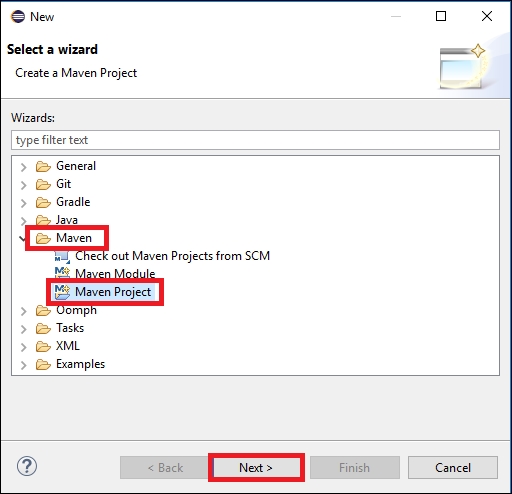 New
Select a wizard
Create a Maven Project
Wizards:
type filter text
General
Git
Gradle
Java
Maven
Check out Maven Projects from SCM
Maven Module
Maven Project
Oomph
Tasks
XML
Examples
? < Back Next > Finish Cancel